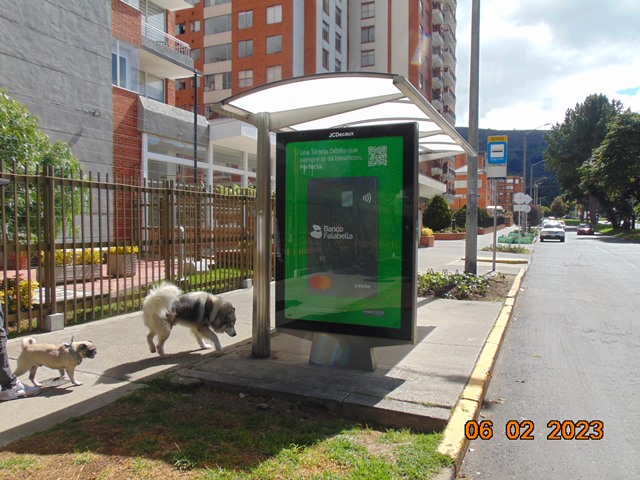 JCDecaux
Una Tarjeta Débito que
siempre te da beneficios.
Perfecta.
Banco
Falabella
06 02 2023